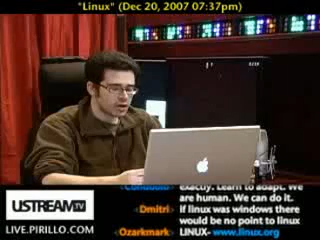 "Linux" (Dec 20, 2007 07:37pm)
exactly. Learn to adapt. We
are human. We can do it.
Dmitri if linux was windows there
would be no point to linux
Ozarkmark LINUX- www.linux.org
USTREAM.TV
LIVE.PIRILLO.COM